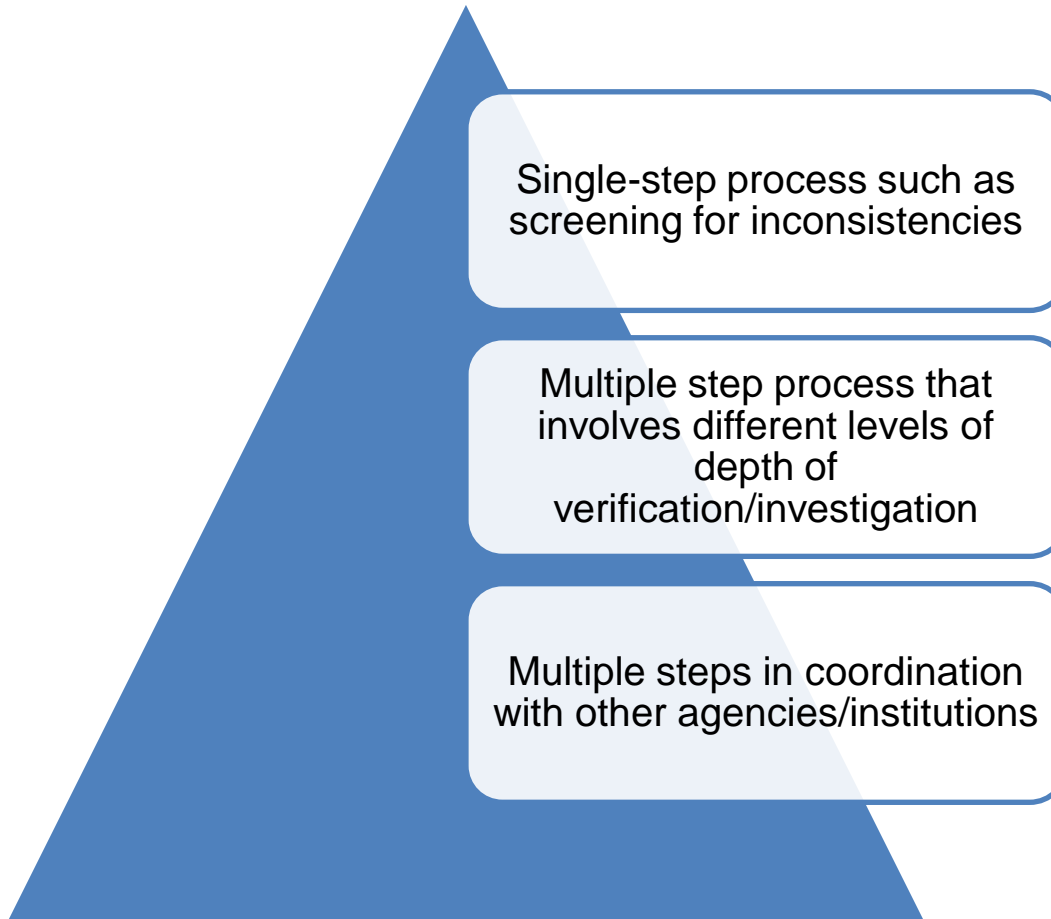 Single-step process such as
screening for inconsistencies
Multiple step process that
involves different levels of
depth of
verification/investigation
Multiple steps in coordination
with other agencies/institutions